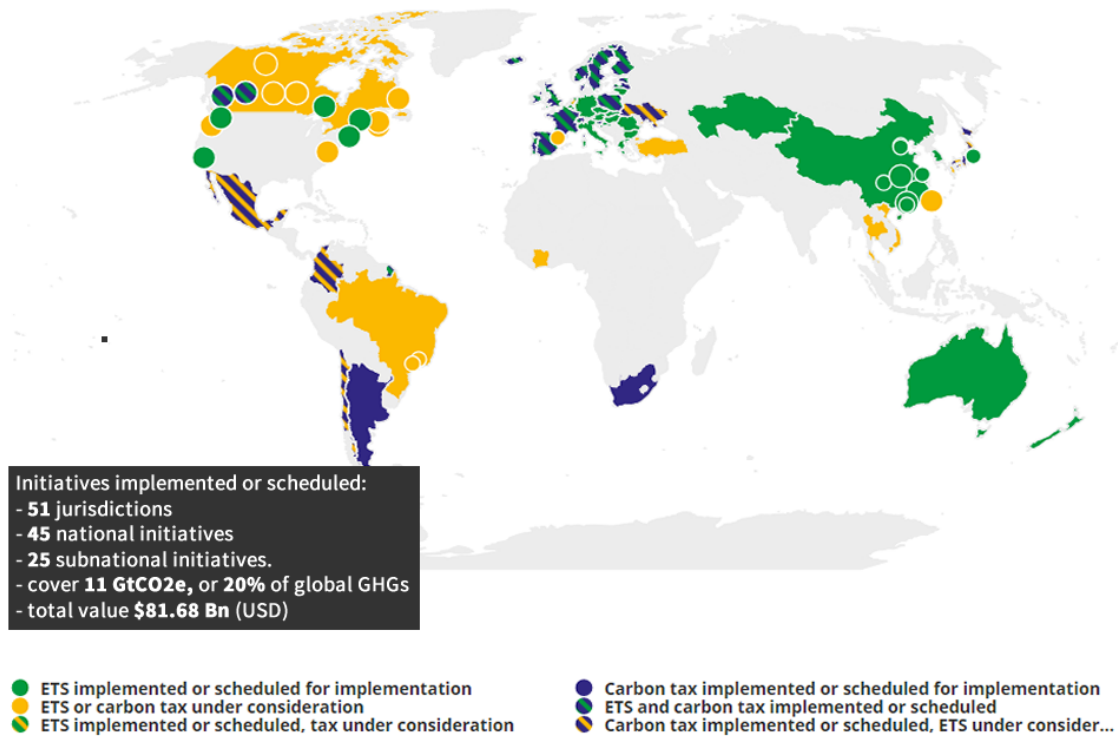 Initiatives implemented or scheduled:
- 51 jurisdictions
- 45 national initiatives
- 25 subnational initiatives.
- cover 11 GtCO2e, or 20% of global GHGs
- total value $81.68 Bn (USD)
ETS implemented or scheduled for implementation
ETS or carbon tax under consideration
ETS implemented or scheduled, tax under consideration
Carbon tax implemented or scheduled for implementation
ETS and carbon tax implemented or scheduled
Carbon tax implemented or scheduled, ETS under consider...